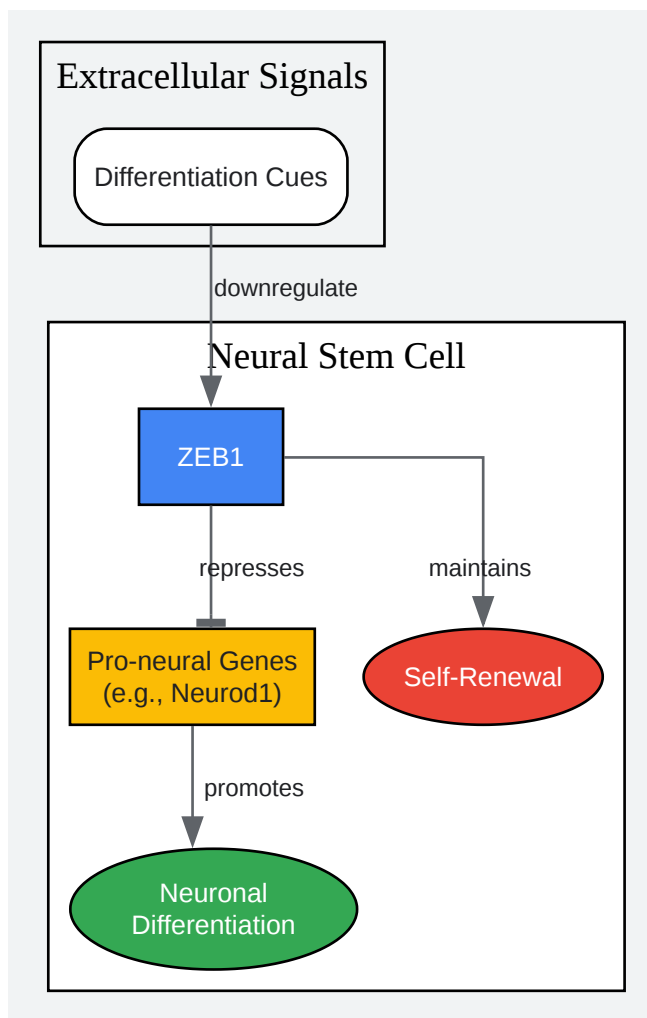 Extracellular Signals
Differentiation Cues
downregulate
Neural Stem Cell
ZEB1
represses
maintains
Pro-neural Genes
(e.g., Neurod1)
Self-Renewal
promotes
Neuronal
Differentiation